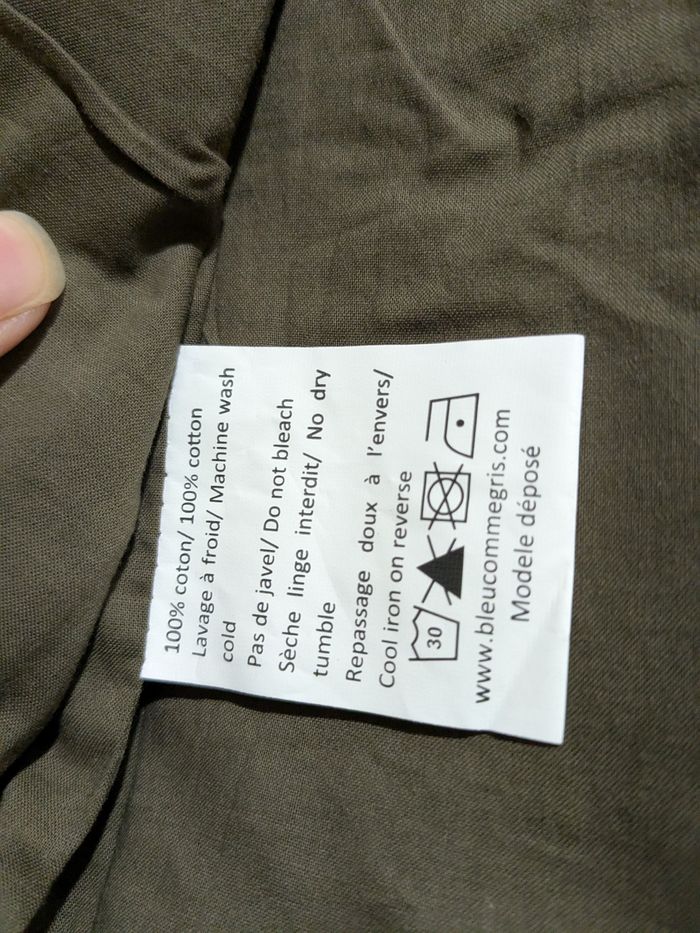 100% coton/ 100% cotton
Lavage à froid/ Machine wash
cold
Pas de javel/ Do not bleach
Sèche linge interdit/ No dry
tumble
Repassage doux à l'envers/
Cool iron on reverse
30
www.bleucommegris.com
Modele déposé